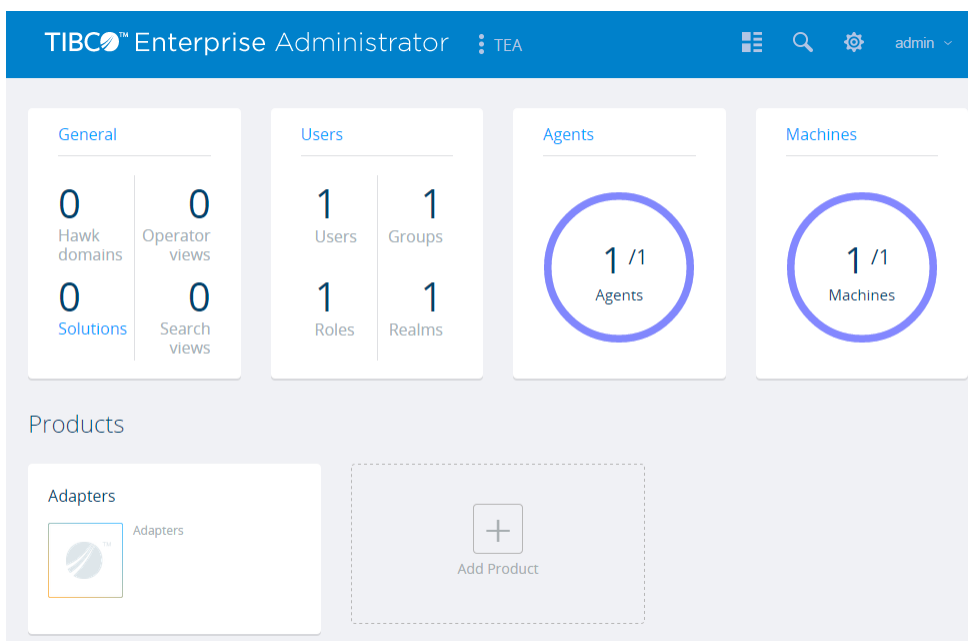 TIBCO™ Enterprise Administrator TEA admin
General
0 0
Hawk domains Operator views
0 0
Solutions Search views
Users
1 1
Users Groups
1 1
Roles Realms
Agents
1 /1
Agents
Machines
1 /1
Machines
Products
Adapters
Adapters
TM
Add Product